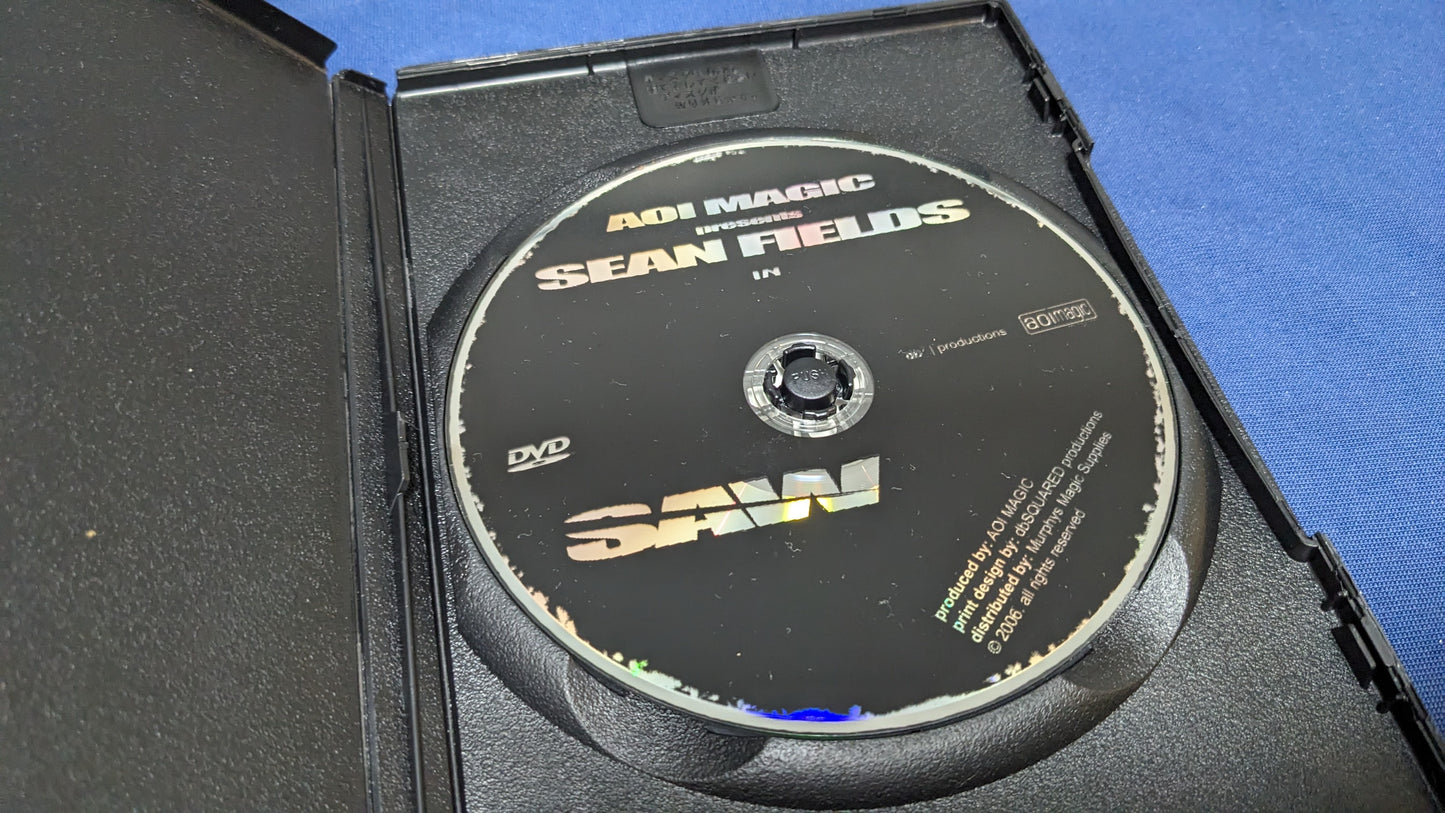 AOI MAGIC
presents
SEAN FIELDS
IN
productions
aoimagic
PUSH
DVD
SAW
produced by: AOI MAGIC
print design by: dbSQUARED productions
distributed by: Murphys Magic Supplies
© 2006. all rights reserved